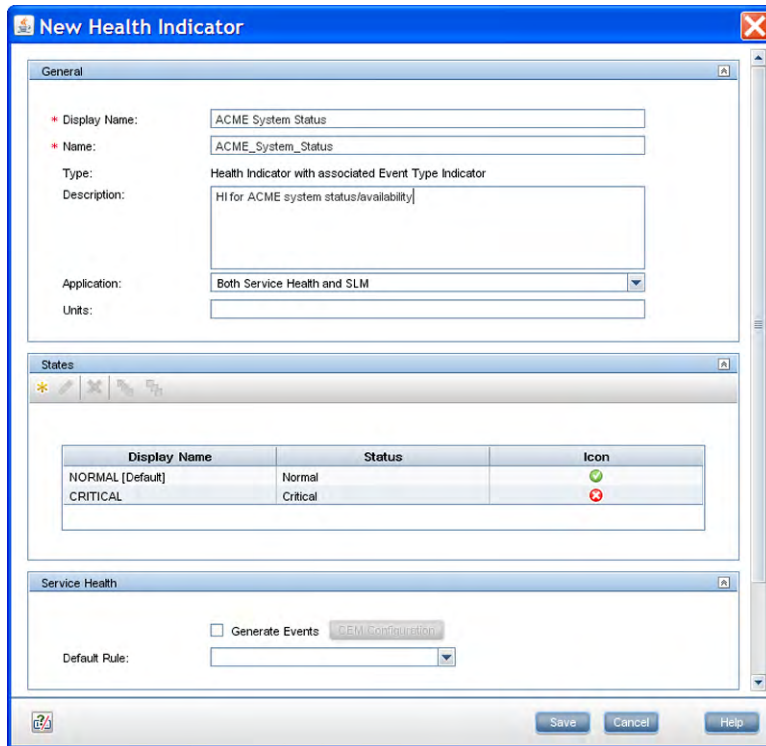 New Health Indicator
General
* Display Name: ACME System Status
* Name: ACME_System_Status
Type: Health Indicator with associated Event Type Indicator
Description: HI for ACME system status/availability
Application: Both Service Health and SLM
Units:
States
Display Name Status Icon
NORMAL [Default] Normal
CRITICAL Critical
Service Health
Generate Events CEM Configuration
Default Rule:
Save Cancel Help